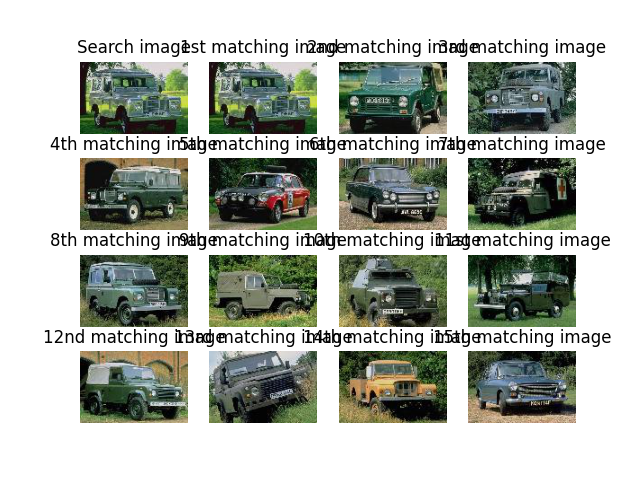 Search image 1st matching image 2nd matching image 3rd matching image
4th matching image 5th matching image 6th matching image 7th matching image
8th matching image 9th matching image 10th matching image 11st matching image
12nd matching image 13rd matching image 14th matching image 15th matching image